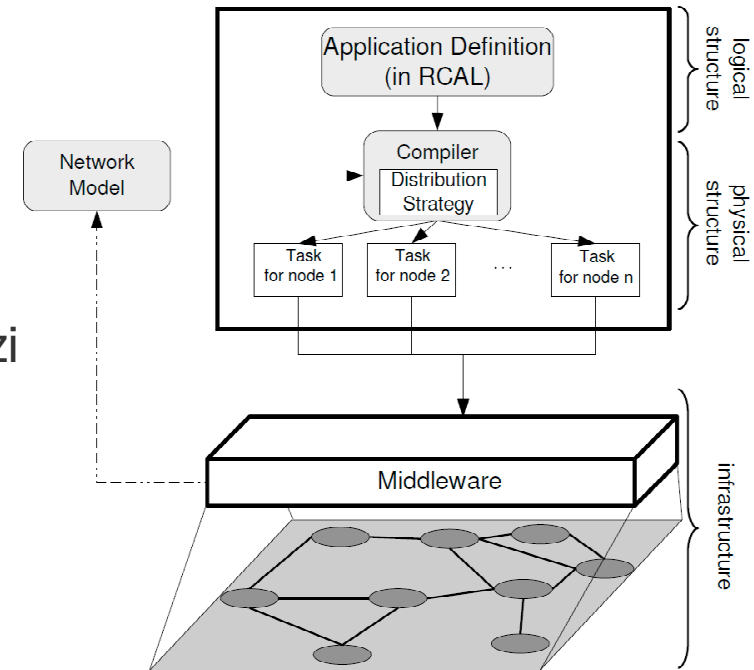 Application Definition
(in RCAL)
logical
structure
Network
Model
Compiler
Distribution
Strategy
physical
structure
Task
for node 1
Task
for node 2
...
Task
for node n
zi
Middleware
infrastructure